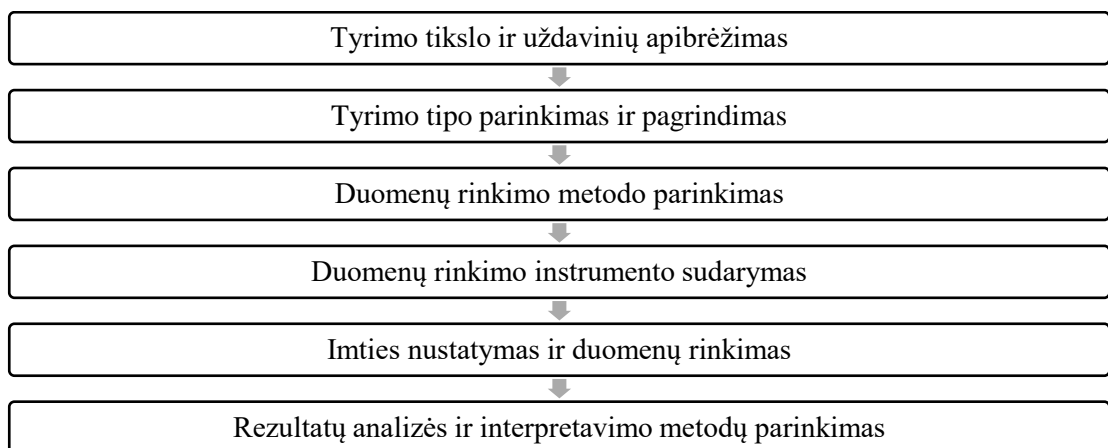 Tyrimo tikslo ir uždavinių apibrėžimas
Tyrimo tipo parinkimas ir pagrindimas
Duomenų rinkimo metodo parinkimas
Duomenų rinkimo instrumento sudarymas
Imties nustatymas ir duomenų rinkimas
Rezultatų analizės ir interpretavimo metodų parinkimas